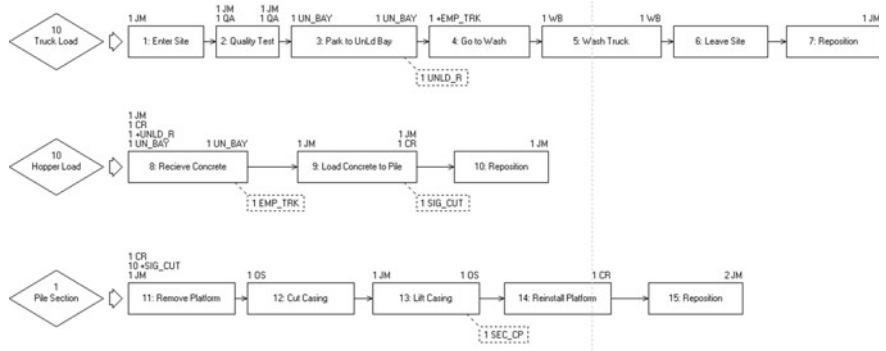 1 JM
1 JM
1 QA
1 JM
1 QA
1 UN_BAY
1 UN_BAY
1 +EMP_TRK
1 WB
1 WB
1 JM
10
Truck Load
1: Enter Site
2: Quality Test
3: Park to UnLd Bay
4: Go to Wash
5: Wash Truck
6: Leave Site
7: Reposition
1 UNLD_R
1 JM
1 CR
1 +UNLD_R
1 UN_BAY
1 UN_BAY
1 JM
1 JM
1 CR
1 JM
10
Hopper Load
8: Recieve Concrete
9: Load Concrete to Pile
10: Reposition
1 EMP_TRK
1 SIG_CUT
1 CR
10 +SIG_CUT
1 JM
1 OS
1 JM
1 OS
1 CR
2 JM
1
Pile Section
11: Remove Platform
12: Cut Casing
13: Lift Casing
14: Reinstall Platform
15: Reposition
1 SEC_CP